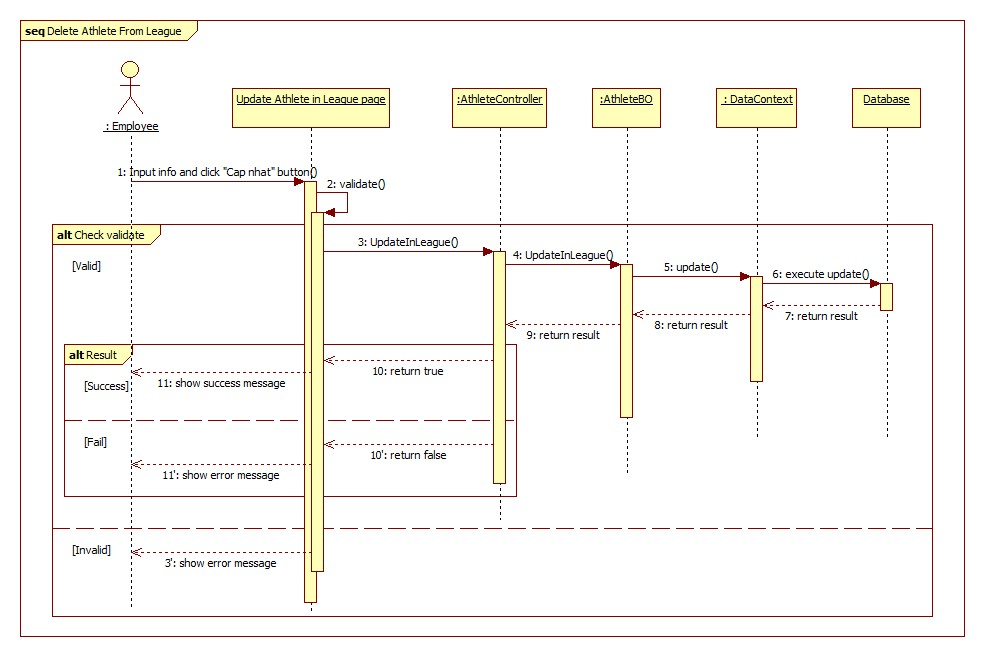 seq Delete Athlete From League
: Employee
Update Athlete in League page
:AthleteController
:AthleteBO
: DataContext
Database
1: Input info and click "Cap nhat" button()
2: validate()
alt Check validate
3: UpdateInLeague()
4: UpdateInLeague()
5: update()
6: execute update()
[Valid]
7: return result
8: return result
9: return result
alt Result
10: return true
11: show success message
[Success]
[Fail]
10': return false
11': show error message
[Invalid]
3': show error message